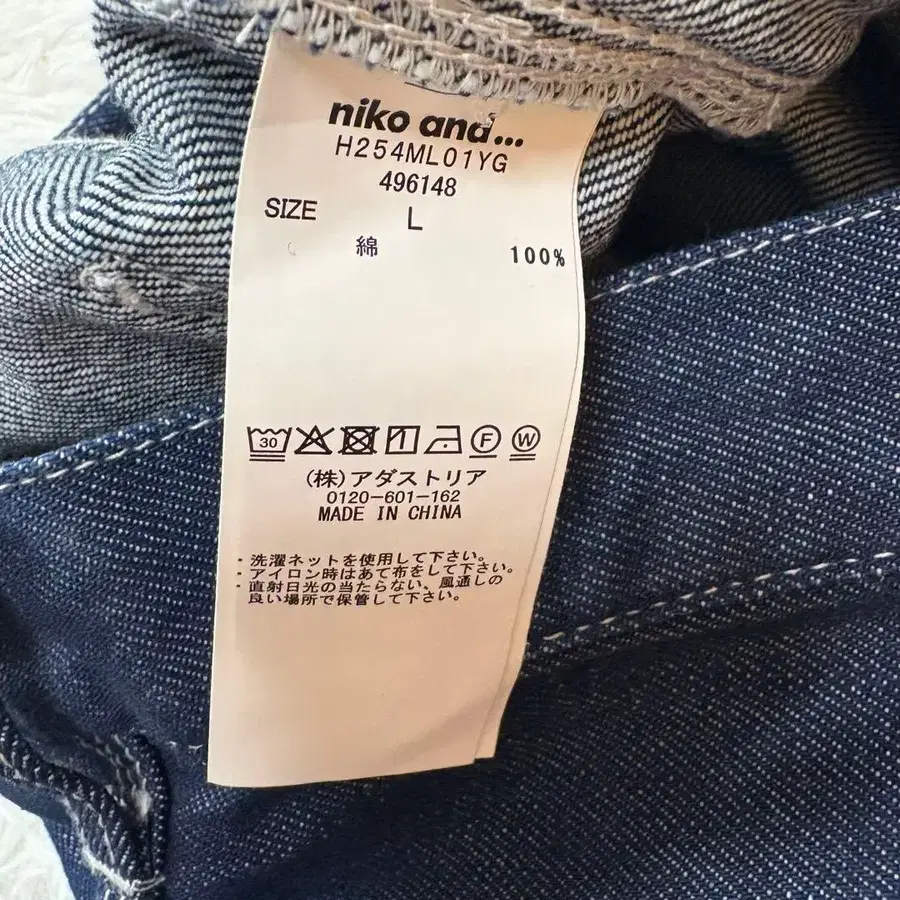 niko and...
H254ML01YG
496148
SIZE L
綿 100%
30 F W
(株)アダストリア
0120-601-162
MADE IN CHINA
・洗濯ネットを使用して下さい。
・アイロン時はあて布をして下さい。
・直射日光の当たらない、風通しの
良い場所で保管して下さい。